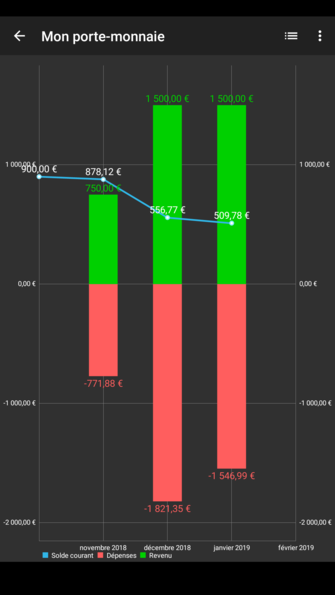 Mon porte-monnaie
1 500,00 €
1 500,00 €
1 000,00 €
1 000,00 €
900,00 €
878,12 €
750,00 €
556,77 €
509,78 €
0,00 €
0,00 €
-771,88 €
-1 000,00 €
-1 000,00 €
-1 546,99 €
-1 821,35 €
-2 000,00 €
-2 000,00 €
novembre 2018 décembre 2018 janvier 2019 février 2019
Solde courant Dépenses Revenu